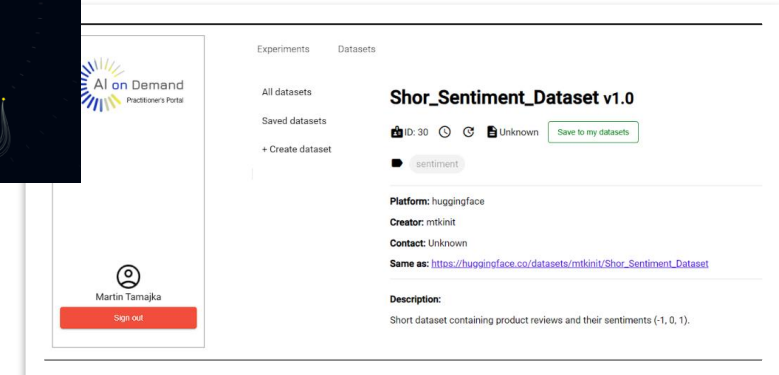 AI on Demand
Practitioner's Portal
Martin Tamajka
Sign out
Experiments Datasets
All datasets
Saved datasets
+ Create dataset
Shor_Sentiment_Dataset v1.0
ID: 30 Unknown Save to my datasets
sentiment
Platform: huggingface
Creator: mtkinit
Contact: Unknown
Same as: https://huggingface.co/datasets/mtkinit/Shor_Sentiment_Dataset
Description:
Short dataset containing product reviews and their sentiments (-1, 0, 1).